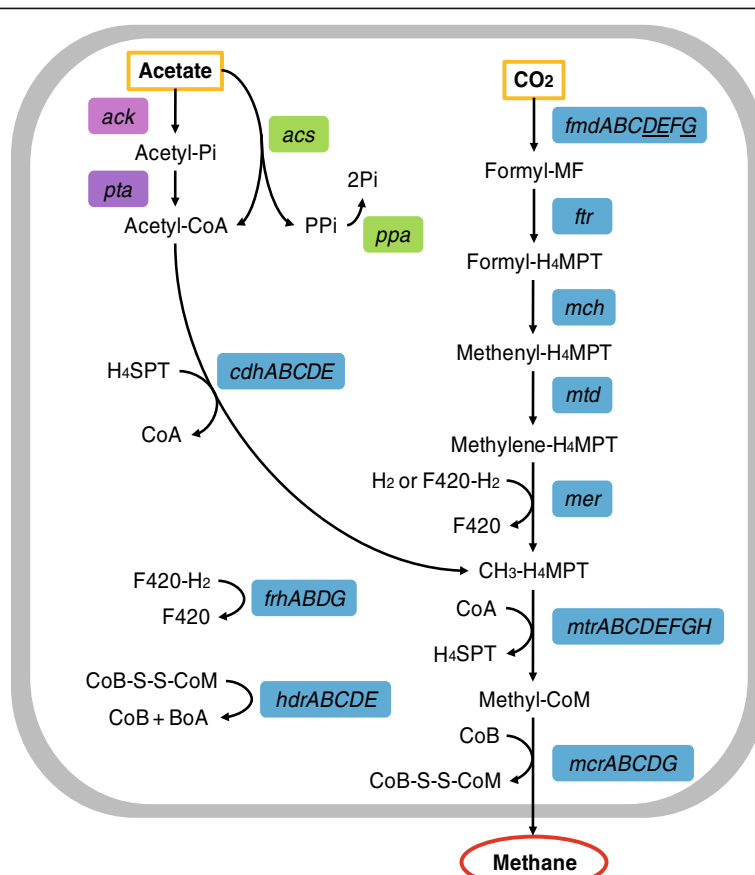 Acetate
ack
Acetyl-Pi
pta
Acetyl-CoA
acs
2Pi
PPi
ppa
H4SPT
cdhABCDE
CoA
F420-H2
frhABDG
F420
CoB-S-S-CoM
hdrABCDE
CoB + BoA
CO2
fmdABCDEFG
Formyl-MF
ftr
Formyl-H4MPT
mch
Methenyl-H4MPT
mtd
Methylene-H4MPT
H2 or F420-H2
mer
F420
CH3-H4MPT
CoA
mtrABCDEFGH
H4SPT
Methyl-CoM
CoB
mcrABCDG
CoB-S-S-CoM
Methane